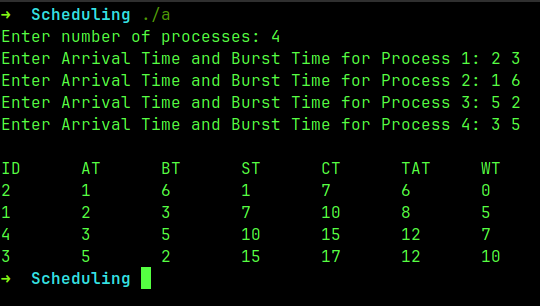 → Scheduling ./a
Enter number of processes: 4
Enter Arrival Time and Burst Time for Process 1: 2 3
Enter Arrival Time and Burst Time for Process 2: 1 6
Enter Arrival Time and Burst Time for Process 3: 5 2
Enter Arrival Time and Burst Time for Process 4: 3 5
ID AT BT ST CT TAT WT
2 1 6 1 7 6 0
1 2 3 7 10 8 5
4 3 5 10 15 12 7
3 5 2 15 17 12 10
→ Scheduling